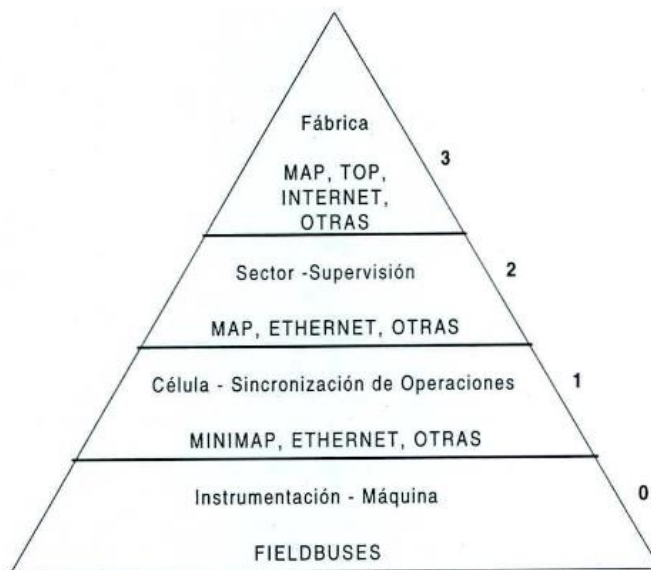 Fábrica
3
MAP, TOP,
INTERNET,
OTRAS
Sector -Supervisión
2
MAP, ETHERNET, OTRAS
Célula - Sincronización de Operaciones
1
MINIMAP, ETHERNET, OTRAS
Instrumentación - Máquina
0
FIELDBUSES